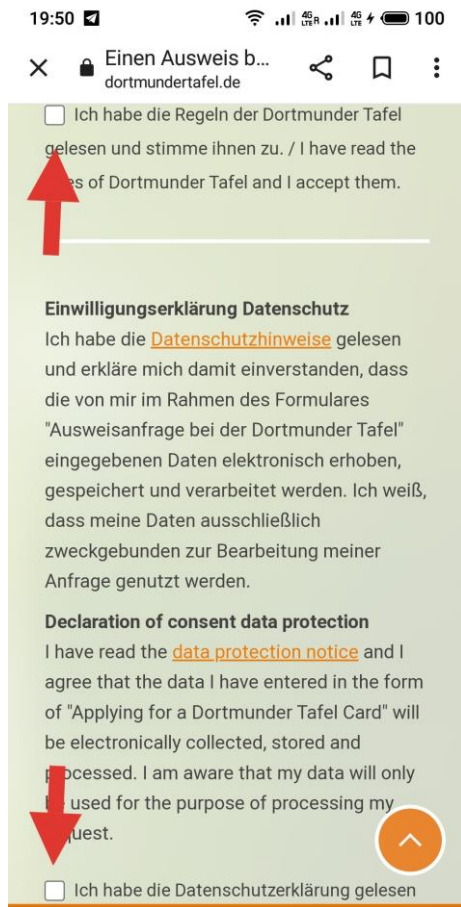 19:50 4G LTE R 4G LTE 100
Einen Ausweis b...
dortmundertafel.de
Ich habe die Regeln der Dortmunder Tafel
gelesen und stimme ihnen zu. / I have read the
of Dortmunder Tafel and I accept them.
Einwilligungserklärung Datenschutz
Ich habe die Datenschutzhinweise gelesen
und erkläre mich damit einverstanden, dass
die von mir im Rahmen des Formulares
"Ausweisanfrage bei der Dortmunder Tafel"
eingegebenen Daten elektronisch erhoben,
gespeichert und verarbeitet werden. Ich weiß,
dass meine Daten ausschließlich
zweckgebunden zur Bearbeitung meiner
Anfrage genutzt werden.
Declaration of consent data protection
I have read the data protection notice and I
agree that the data I have entered in the form
of "Applying for a Dortmunder Tafel Card" will
be electronically collected, stored and
processed. I am aware that my data will only
be used for the purpose of processing my
request.
Ich habe die Datenschutzerklärung gelesen